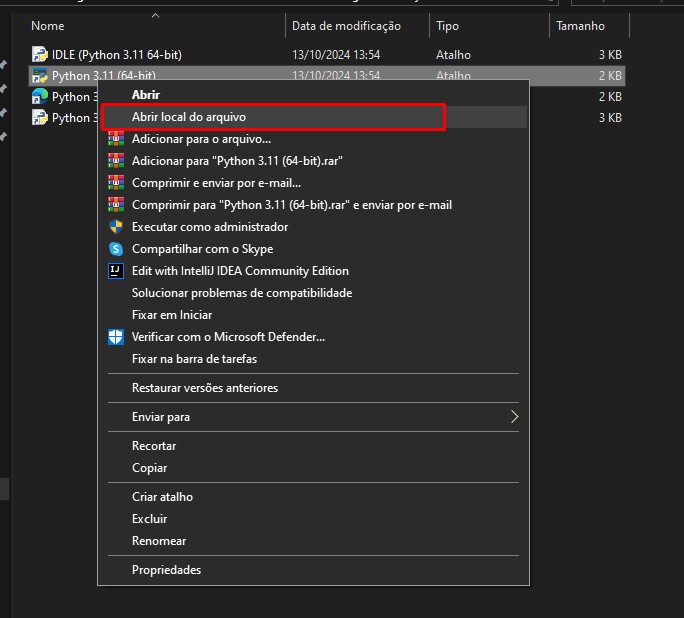 Nome Data de modificação Tipo Tamanho
IDLE (Python 3.11 64-bit) 13/10/2024 13:54 Atalho 3 KB
Python 3.11 (64-bit) 13/10/2024 13:54 Atalho 2 KB
Python 3 2 KB
Python 3 3 KB
Abrir
Abrir local do arquivo
Adicionar para o arquivo...
Adicionar para "Python 3.11 (64-bit).rar"
Comprimir e enviar por e-mail...
Comprimir para "Python 3.11 (64-bit).rar" e enviar por e-mail
Executar como administrador
Compartilhar com o Skype
Edit with IntelliJ IDEA Community Edition
Solucionar problemas de compatibilidade
Fixar em Iniciar
Verificar com o Microsoft Defender...
Fixar na barra de tarefas
Restaurar versões anteriores
Enviar para
Recortar
Copiar
Criar atalho
Excluir
Renomear
Propriedades